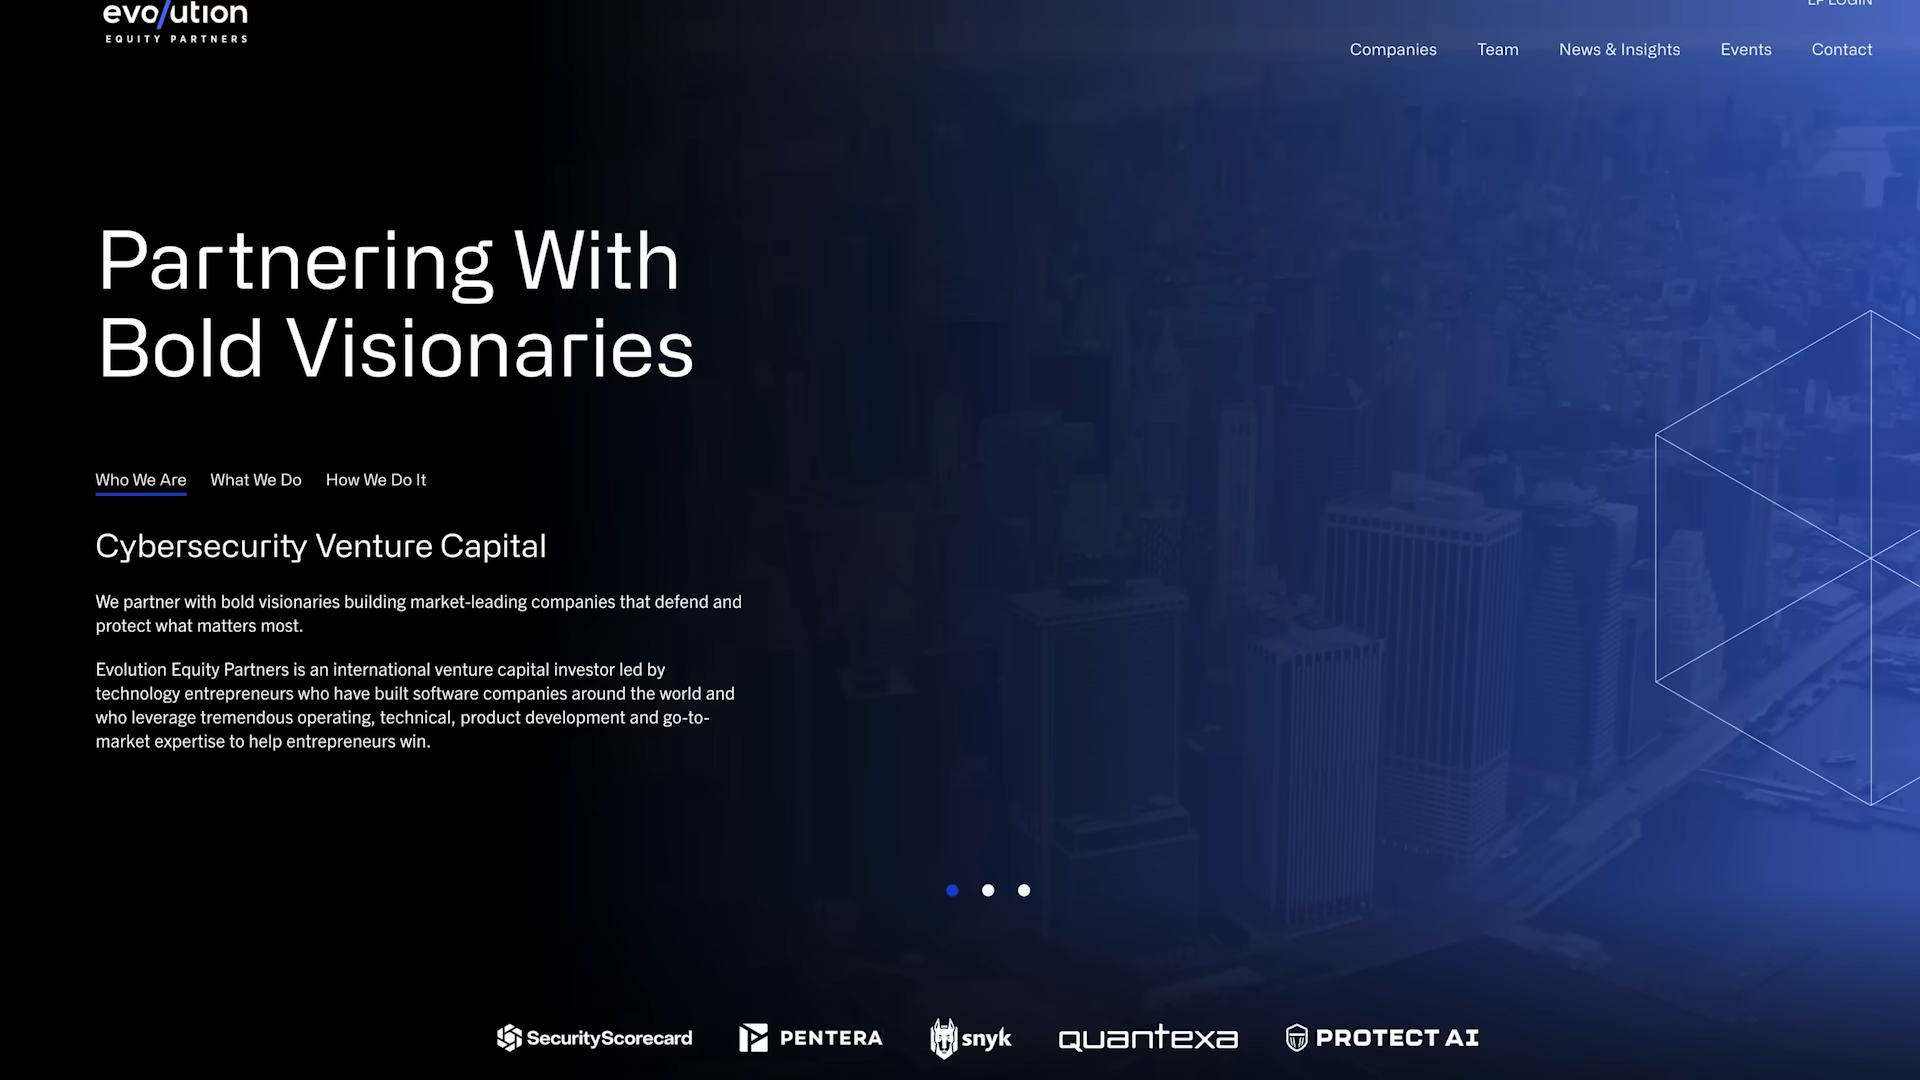 evolution
EQUITY PARTNERS
LP LOGIN
Companies Team News & Insights Events Contact
Partnering With
Bold Visionaries
Who We Are What We Do How We Do It
Cybersecurity Venture Capital
We partner with bold visionaries building market-leading companies that defend and
protect what matters most.
Evolution Equity Partners is an international venture capital investor led by
technology entrepreneurs who have built software companies around the world and
who leverage tremendous operating, technical, product development and go-to-
market expertise to help entrepreneurs win.
SecurityScorecard PENTERA snyk quantexa PROTECT AI